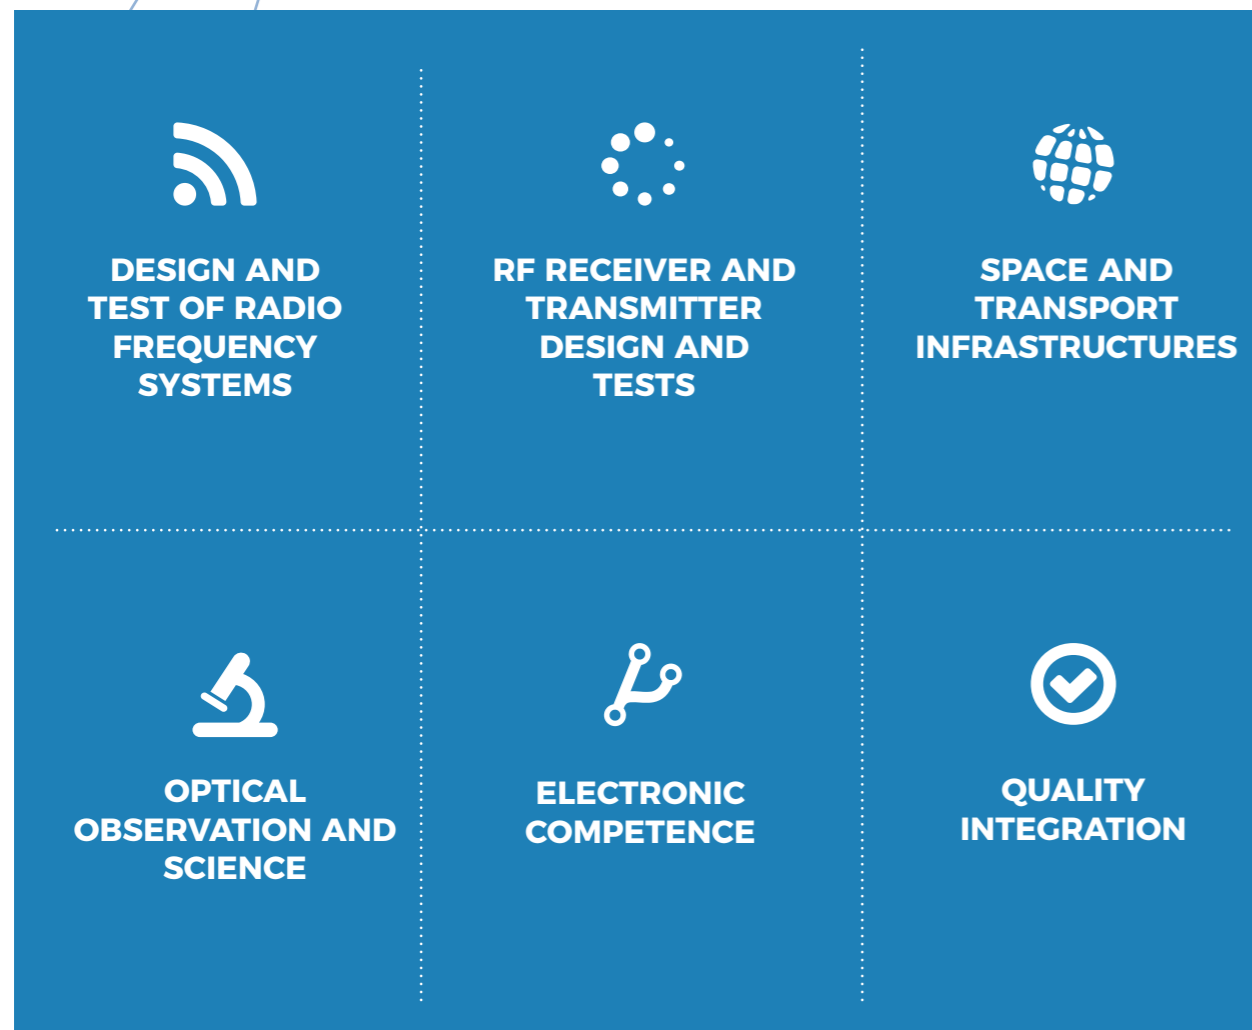 DESIGN AND
TEST OF RADIO
FREQUENCY
SYSTEMS
RF RECEIVER AND
TRANSMITTER
DESIGN AND
TESTS
SPACE AND
TRANSPORT
INFRASTRUCTURES
OPTICAL
OBSERVATION AND
SCIENCE
ELECTRONIC
COMPETENCE
QUALITY
INTEGRATION